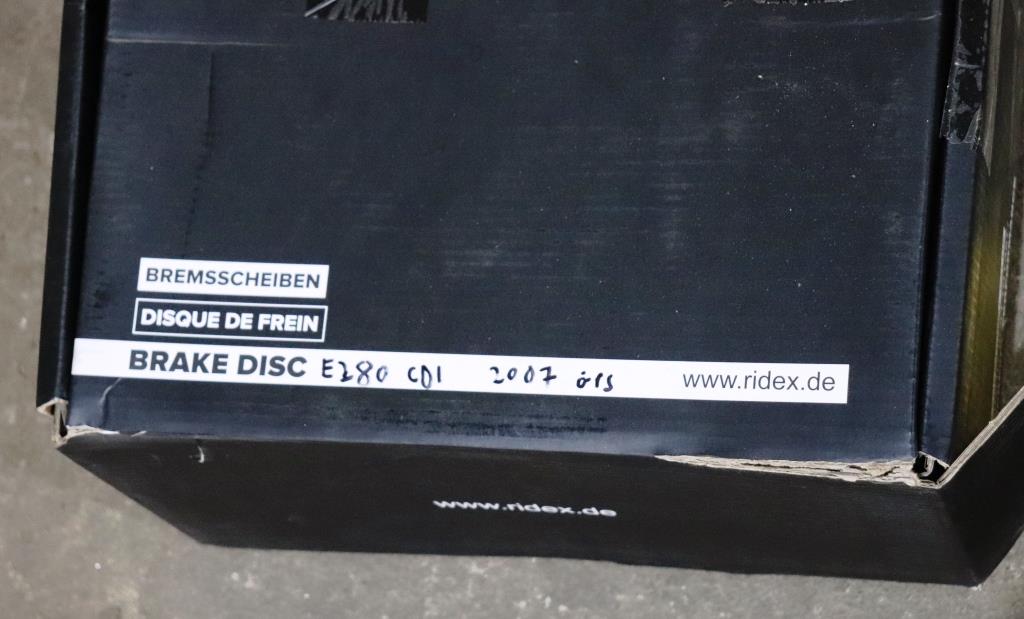 BREMSSCHEIBEN
DISQUE DE FREIN
BRAKE DISC E280 CDI 2007 års www.ridex.de
www.ridex.de